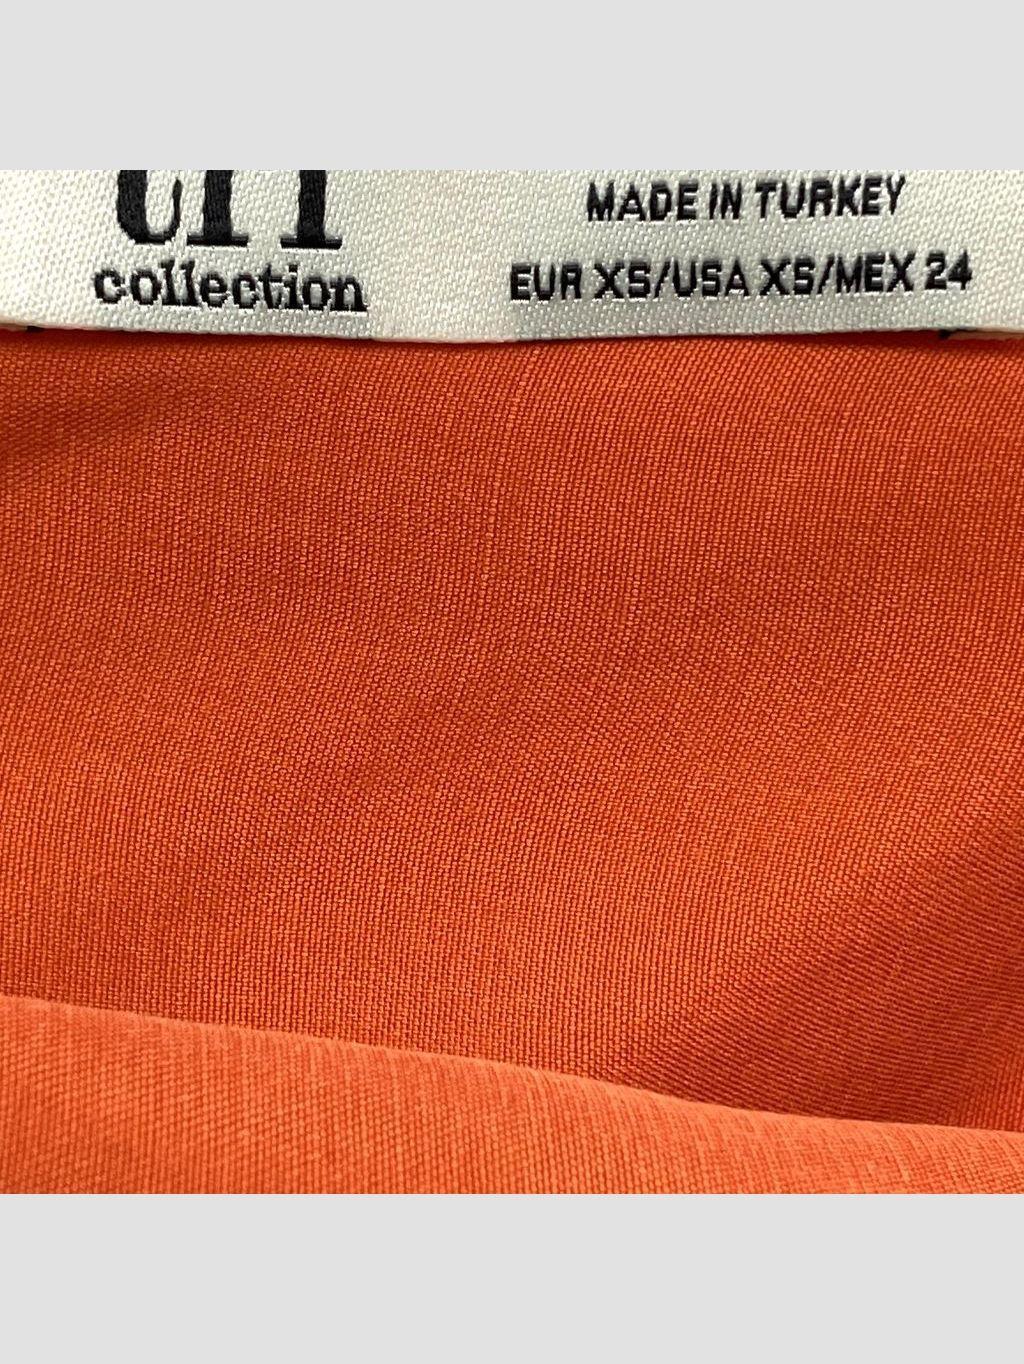 collection
MADE IN TURKEY
EUR XS/USA XS/MEX 24